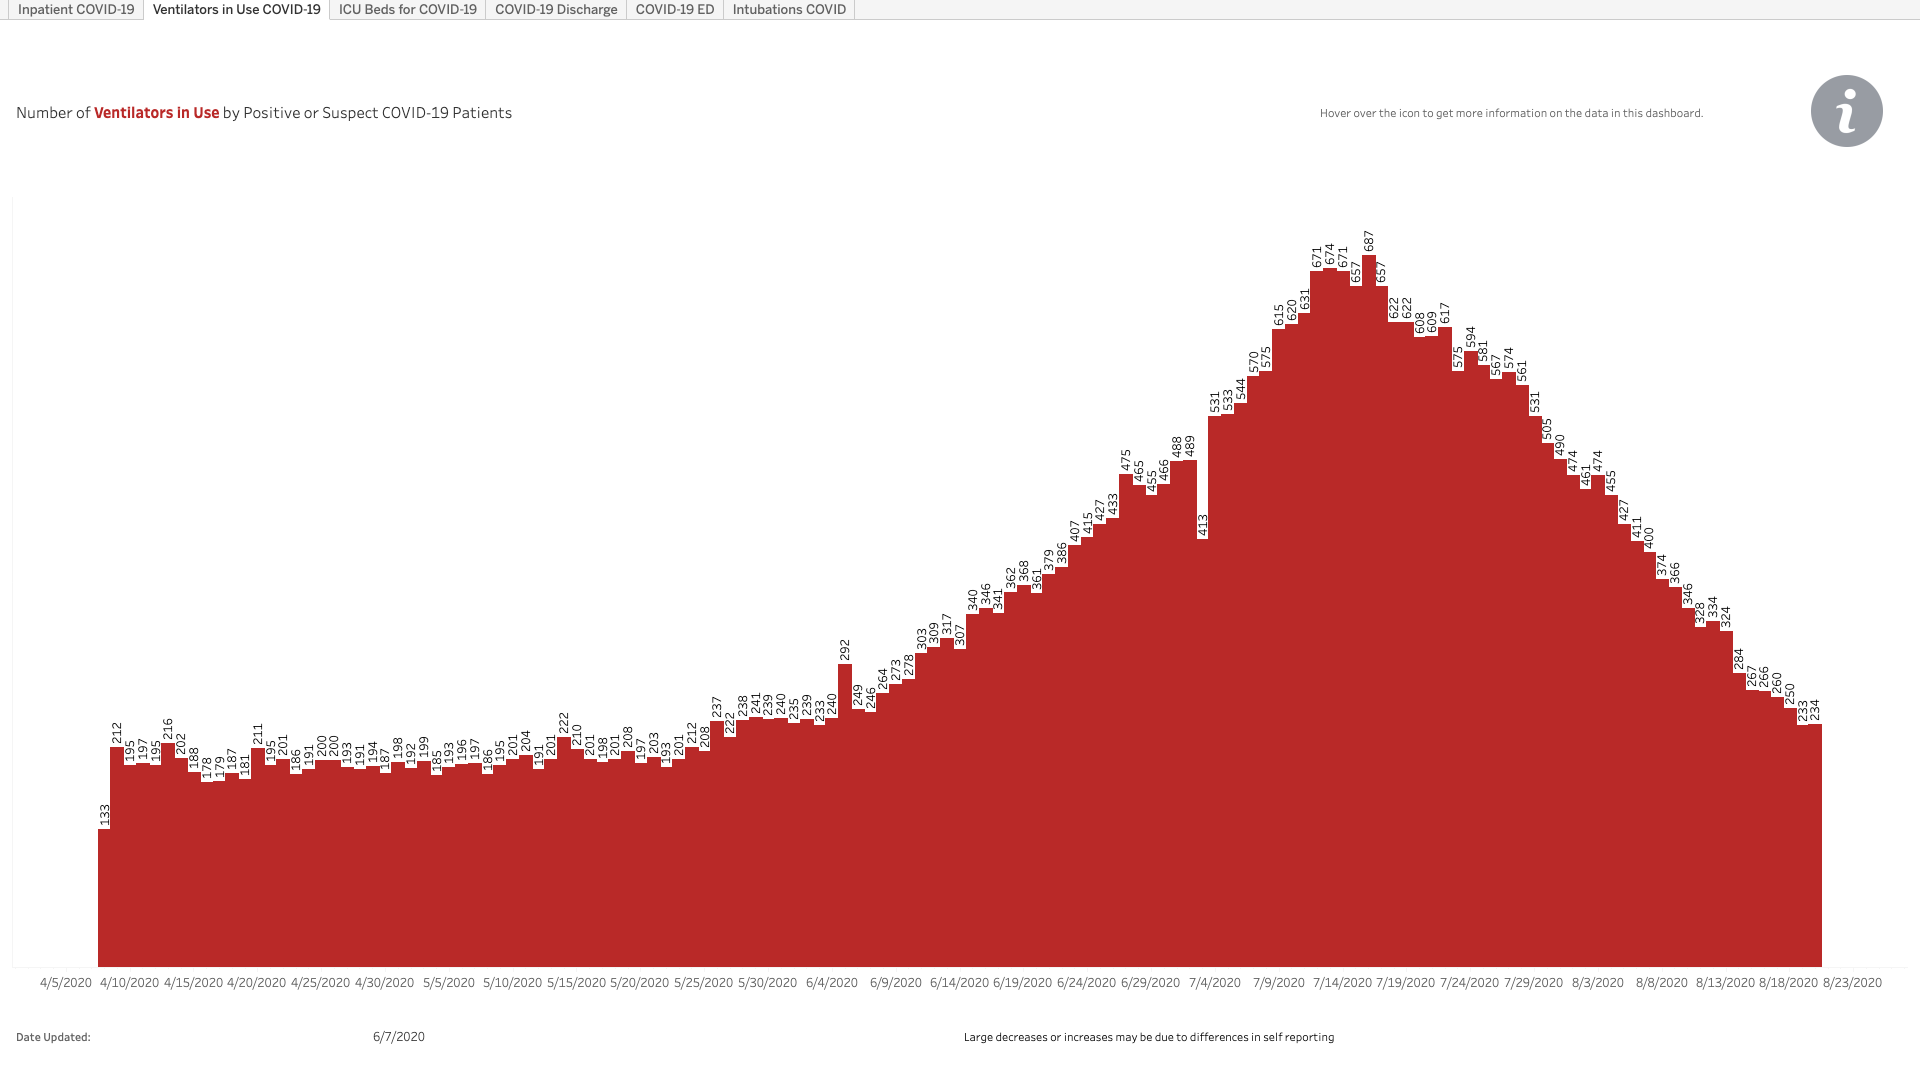 Inpatient COVID-19 Ventilators in Use COVID-19 ICU Beds for COVID-19 COVID-19 Discharge COVID-19 ED Intubations COVID
Number of Ventilators in Use by Positive or Suspect COVID-19 Patients
Hover over the icon to get more information on the data in this dashboard.
i
133 212 195 197 195 216 202 188 178 179 187 181 211 195 201 186 191 200 200 193 191 194 187 198 192 199 185 193 196 197 186 195 201 204 191 201 222 210 201 198 201 208 197 203 193 201 212 208 237 222 238 241 239 240 235 239 233 240 292 249 246 264 273 278 303 309 317 307 340 346 341 362 368 361 379 386 407 415 427 433 475 465 455 466 488 489 413 531 533 544 570 575 615 620 631 671 674 671 657 687 657 622 622 608 609 617 575 594 581 567 574 561 531 505 490 474 461 474 455 427 411 400 374 366 346 328 334 324 284 267 266 260 250 233 234
4/5/2020 4/10/2020 4/15/2020 4/20/2020 4/25/2020 4/30/2020 5/5/2020 5/10/2020 5/15/2020 5/20/2020 5/25/2020 5/30/2020 6/4/2020 6/9/2020 6/14/2020 6/19/2020 6/24/2020 6/29/2020 7/4/2020 7/9/2020 7/14/2020 7/19/2020 7/24/2020 7/29/2020 8/3/2020 8/8/2020 8/13/2020 8/18/2020 8/23/2020
Date Updated: 6/7/2020
Large decreases or increases may be due to differences in self reporting